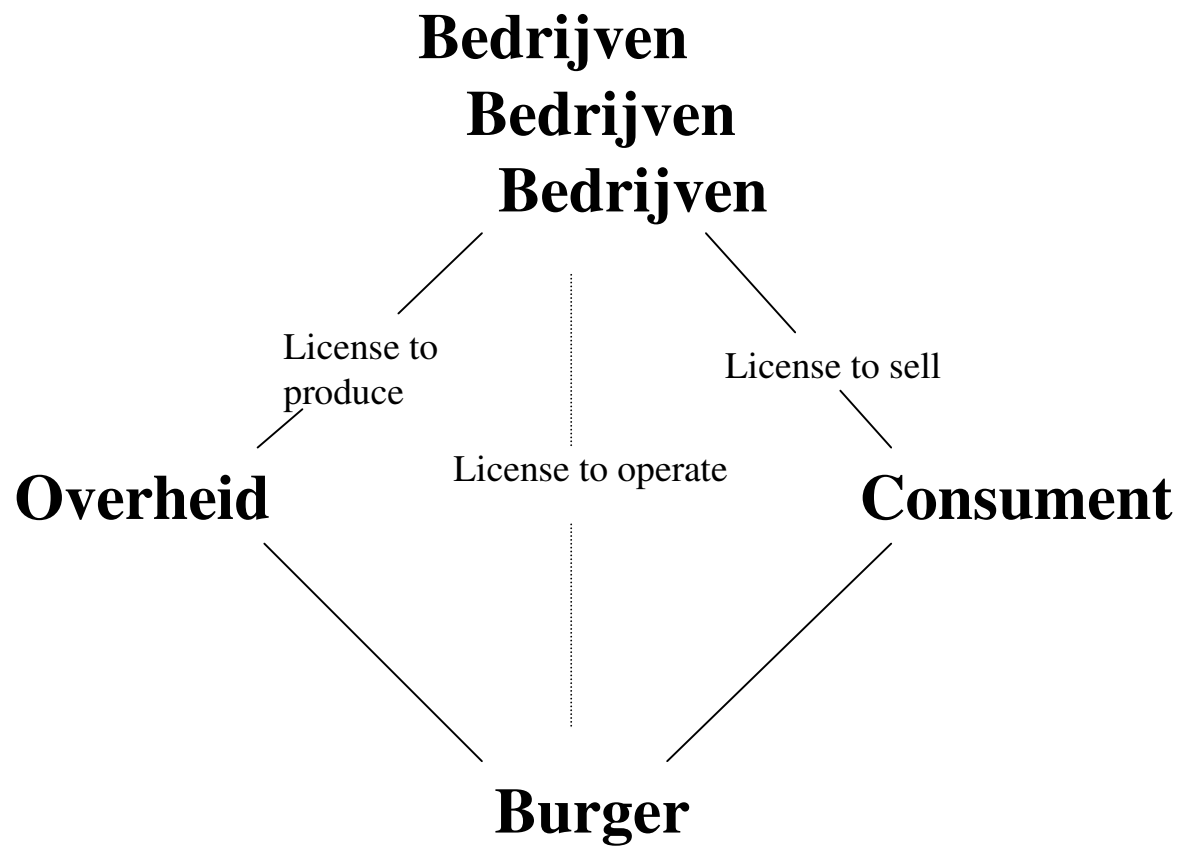 Bedrijven
Bedrijven
Bedrijven
License to
produce
License to sell
License to operate
Overheid
Consument
Burger